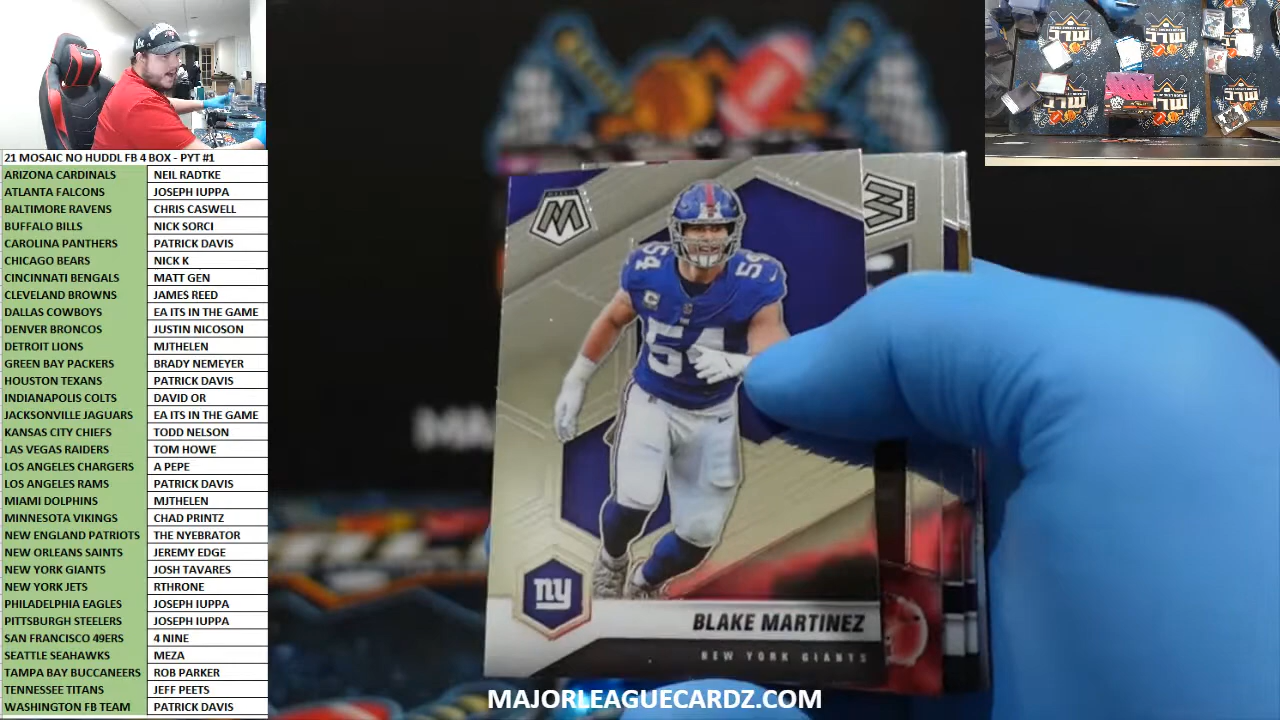 21 MOSAIC NO HUDDL FB 4 BOX - PYT #1
ARIZONA CARDINALS NEIL RADTKE
ATLANTA FALCONS JOSEPH IUPPA
BALTIMORE RAVENS CHRIS CASWELL
BUFFALO BILLS NICK SORCI
CAROLINA PANTHERS PATRICK DAVIS
CHICAGO BEARS NICK K
CINCINNATI BENGALS MATT GEN
CLEVELAND BROWNS JAMES REED
DALLAS COWBOYS EA ITS IN THE GAME
DENVER BRONCOS JUSTIN NICOSON
DETROIT LIONS MJTHELEN
GREEN BAY PACKERS BRADY NEMEYER
HOUSTON TEXANS PATRICK DAVIS
INDIANAPOLIS COLTS DAVID OR
JACKSONVILLE JAGUARS EA ITS IN THE GAME
KANSAS CITY CHIEFS TODD NELSON
LAS VEGAS RAIDERS TOM HOWE
LOS ANGELES CHARGERS A PEPE
LOS ANGELES RAMS PATRICK DAVIS
MIAMI DOLPHINS MJTHELEN
MINNESOTA VIKINGS CHAD PRINTZ
NEW ENGLAND PATRIOTS THE NYEBRATOR
NEW ORLEANS SAINTS JEREMY EDGE
NEW YORK GIANTS JOSH TAVARES
NEW YORK JETS RTHRONE
PHILADELPHIA EAGLES JOSEPH IUPPA
PITTSBURGH STEELERS JOSEPH IUPPA
SAN FRANCISCO 49ERS 4 NINE
SEATTLE SEAHAWKS MEZA
TAMPA BAY BUCCANEERS ROB PARKER
TENNESSEE TITANS JEFF PEETS
WASHINGTON FB TEAM PATRICK DAVIS
M
54 54
54
ny
BLAKE MARTINEZ
NEW YORK GIANTS
MAJORLEAGUECARDZ.COM
MLC
MLC
MLC
MLC